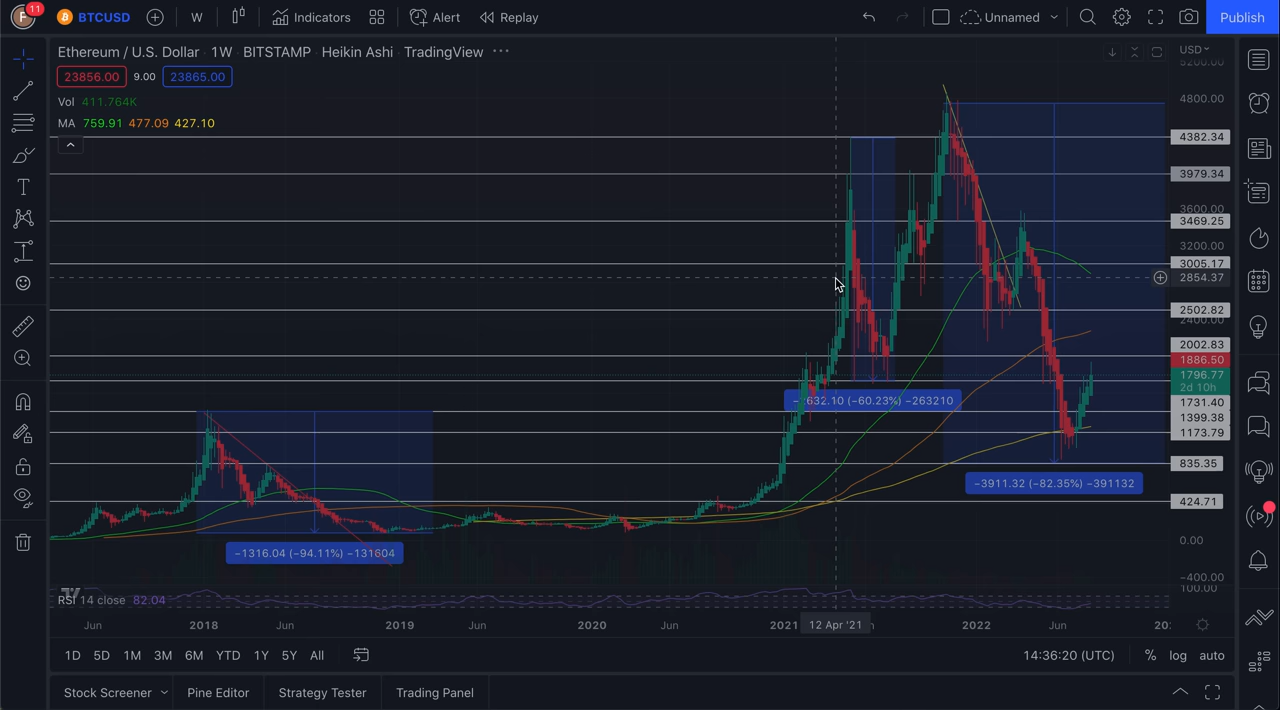 11
BTCUSD W Indicators Alert Replay Unnamed Publish
Ethereum / U.S. Dollar · 1W · BITSTAMP · Heikin Ashi · TradingView ···
USD
23856.00 9.00 23865.00
Vol 411.764K
MA 759.91 477.09 427.10
5200.00
4800.00
4382.34
3979.34
3600.00
3469.25
3200.00
3005.17
2854.37
2502.82
2400.00
2002.83
1886.50
1796.77
2d 10h
1731.40
1399.38
1173.79
835.35
424.71
0.00
−400.00
100.00
−2632.10 (−60.23%) −263210
−3911.32 (−82.35%) −391132
−1316.04 (−94.11%) −131604
RSI 14 close 82.04
Jun 2018 Jun 2019 Jun 2020 Jun 2021 12 Apr '21 2022 Jun 20:
1D 5D 1M 3M 6M YTD 1Y 5Y All 14:36:20 (UTC) % log auto
Stock Screener Pine Editor Strategy Tester Trading Panel